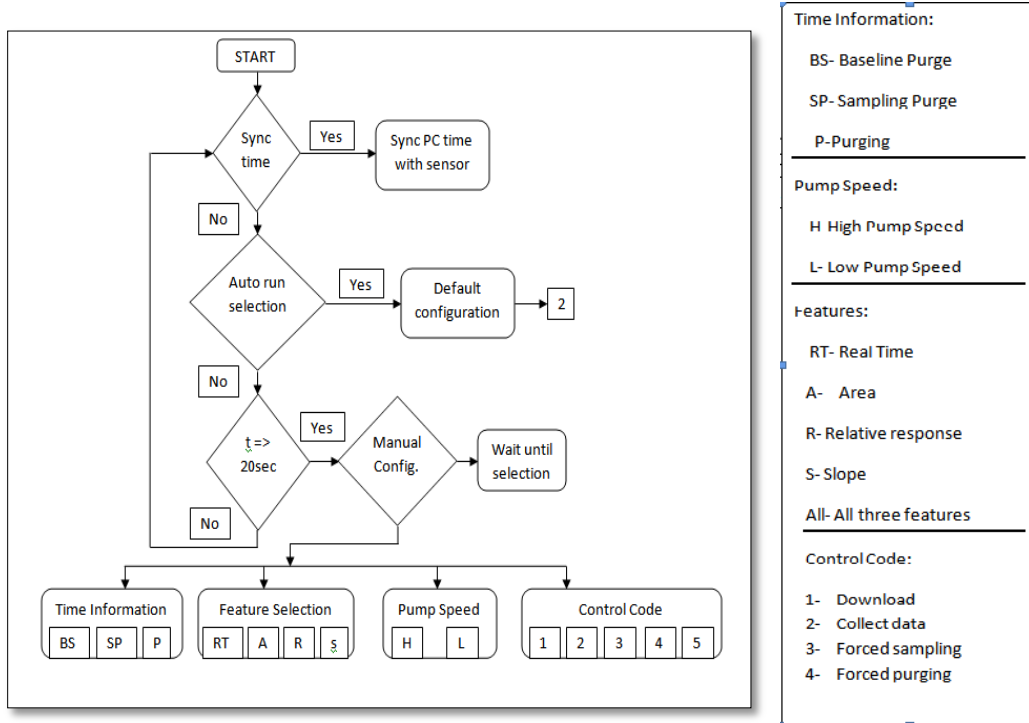 START
Sync
time
Yes
Sync PC time
with sensor
No
Auto run
selection
Yes
Default
configuration
2
No
t =>
20sec
Yes
Manual
Config.
Wait until
selection
No
Time Information
BS SP P
Feature Selection
RT A R s
Pump Speed
H L
Control Code
1 2 3 4 5
Time Information:
BS- Baseline Purge
SP- Sampling Purge
P-Purging
Pump Speed:
H High Pump Speed
L- Low Pump Speed
Features:
RT- Real Time
A- Area
R- Relative response
S- Slope
All- All three features
Control Code:
1- Download
2- Collect data
3- Forced sampling
4- Forced purging